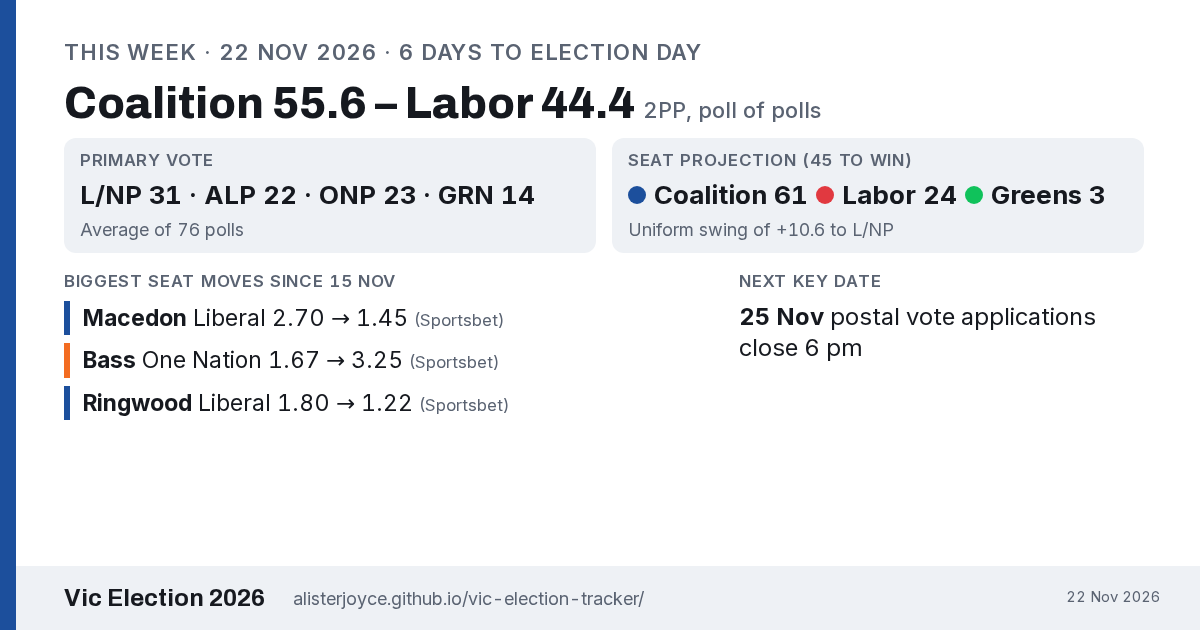 THIS WEEK · 22 NOV 2026 · 6 DAYS TO ELECTION DAY
Coalition 55.6 – Labor 44.4 2PP, poll of polls
PRIMARY VOTE
L/NP 31 · ALP 22 · ONP 23 · GRN 14
Average of 76 polls
SEAT PROJECTION (45 TO WIN)
Coalition 61 Labor 24 Greens 3
Uniform swing of +10.6 to L/NP
BIGGEST SEAT MOVES SINCE 15 NOV
Macedon Liberal 2.70 → 1.45 (Sportsbet)
Bass One Nation 1.67 → 3.25 (Sportsbet)
Ringwood Liberal 1.80 → 1.22 (Sportsbet)
NEXT KEY DATE
25 Nov postal vote applications
close 6 pm
Vic Election 2026
alisterjoyce.github.io/vic-election-tracker/
22 Nov 2026